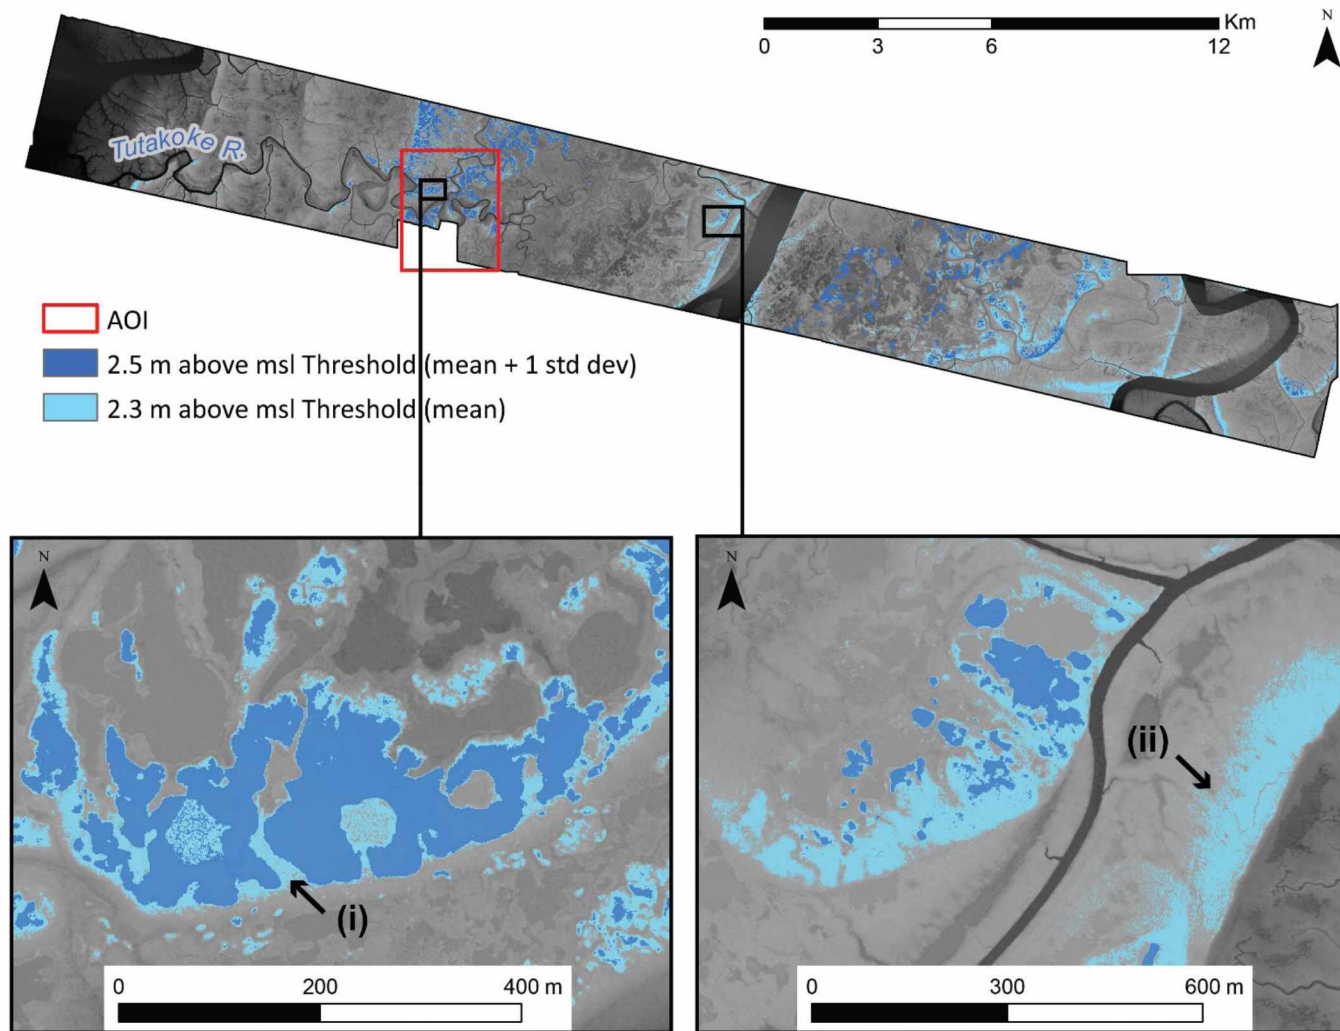 Km
0 3 6 12
N
Tutakoke R.
AOI
2.5 m above msl Threshold (mean + 1 std dev)
2.3 m above msl Threshold (mean)
N
(i)
0 200 400 m
N
(ii)
0 300 600 m